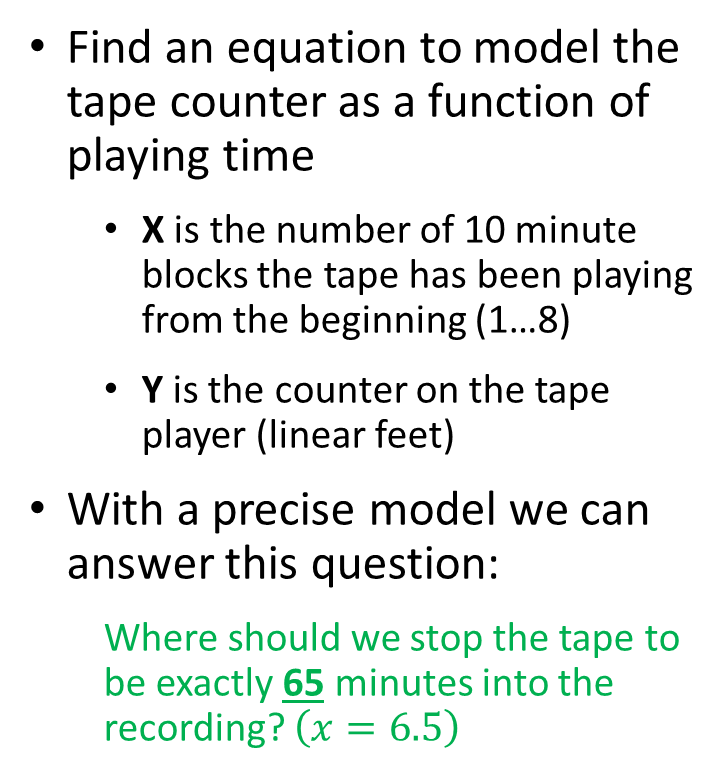 • Find an equation to model the
tape counter as a function of
playing time
• X is the number of 10 minute
blocks the tape has been playing
from the beginning (1...8)
• Y is the counter on the tape
player (linear feet)
• With a precise model we can
answer this question:
Where should we stop the tape to
be exactly 65 minutes into the
recording? (x = 6.5)